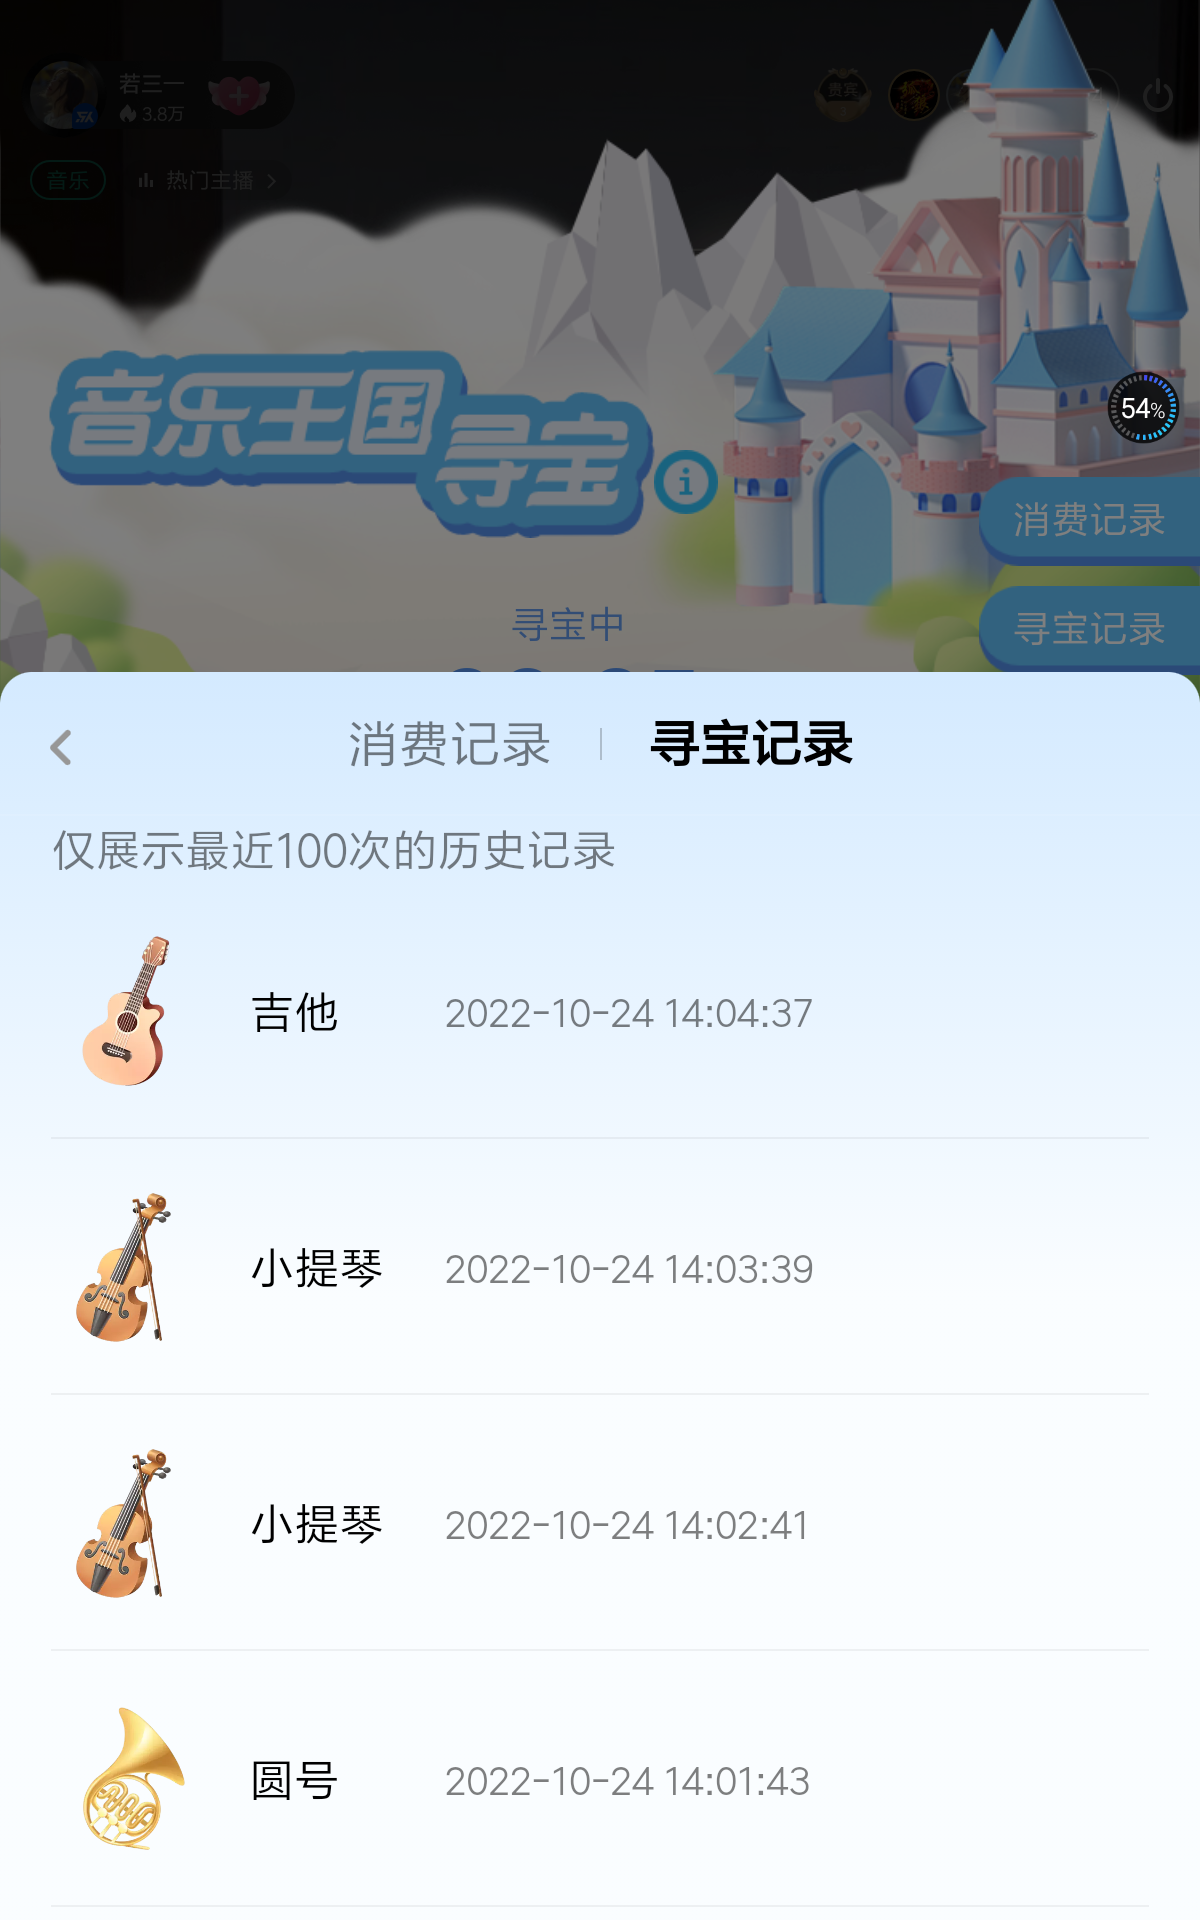 若三一
3.8万
贵宾
音乐
热门主播
音乐王国
寻宝
54%
消费记录
寻宝记录
寻宝中
消费记录 寻宝记录
仅展示最近100次的历史记录
吉他 2022-10-24 14:04:37
小提琴 2022-10-24 14:03:39
小提琴 2022-10-24 14:02:41
圆号 2022-10-24 14:01:43